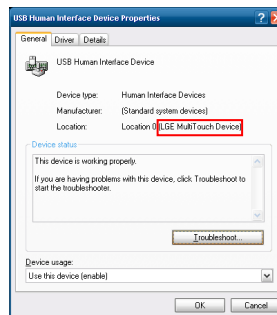 USB Human Interface Device Properties
General Driver Details
USB Human Interface Device
Device type: Human Interface Devices
Manufacturer: (Standard system devices)
Location: Location 0 (LGE MultiTouch Device)
Device status
This device is working properly.
If you are having problems with this device, click Troubleshoot to
start the troubleshooter.
Troubleshoot...
Device usage:
Use this device (enable)
OK Cancel